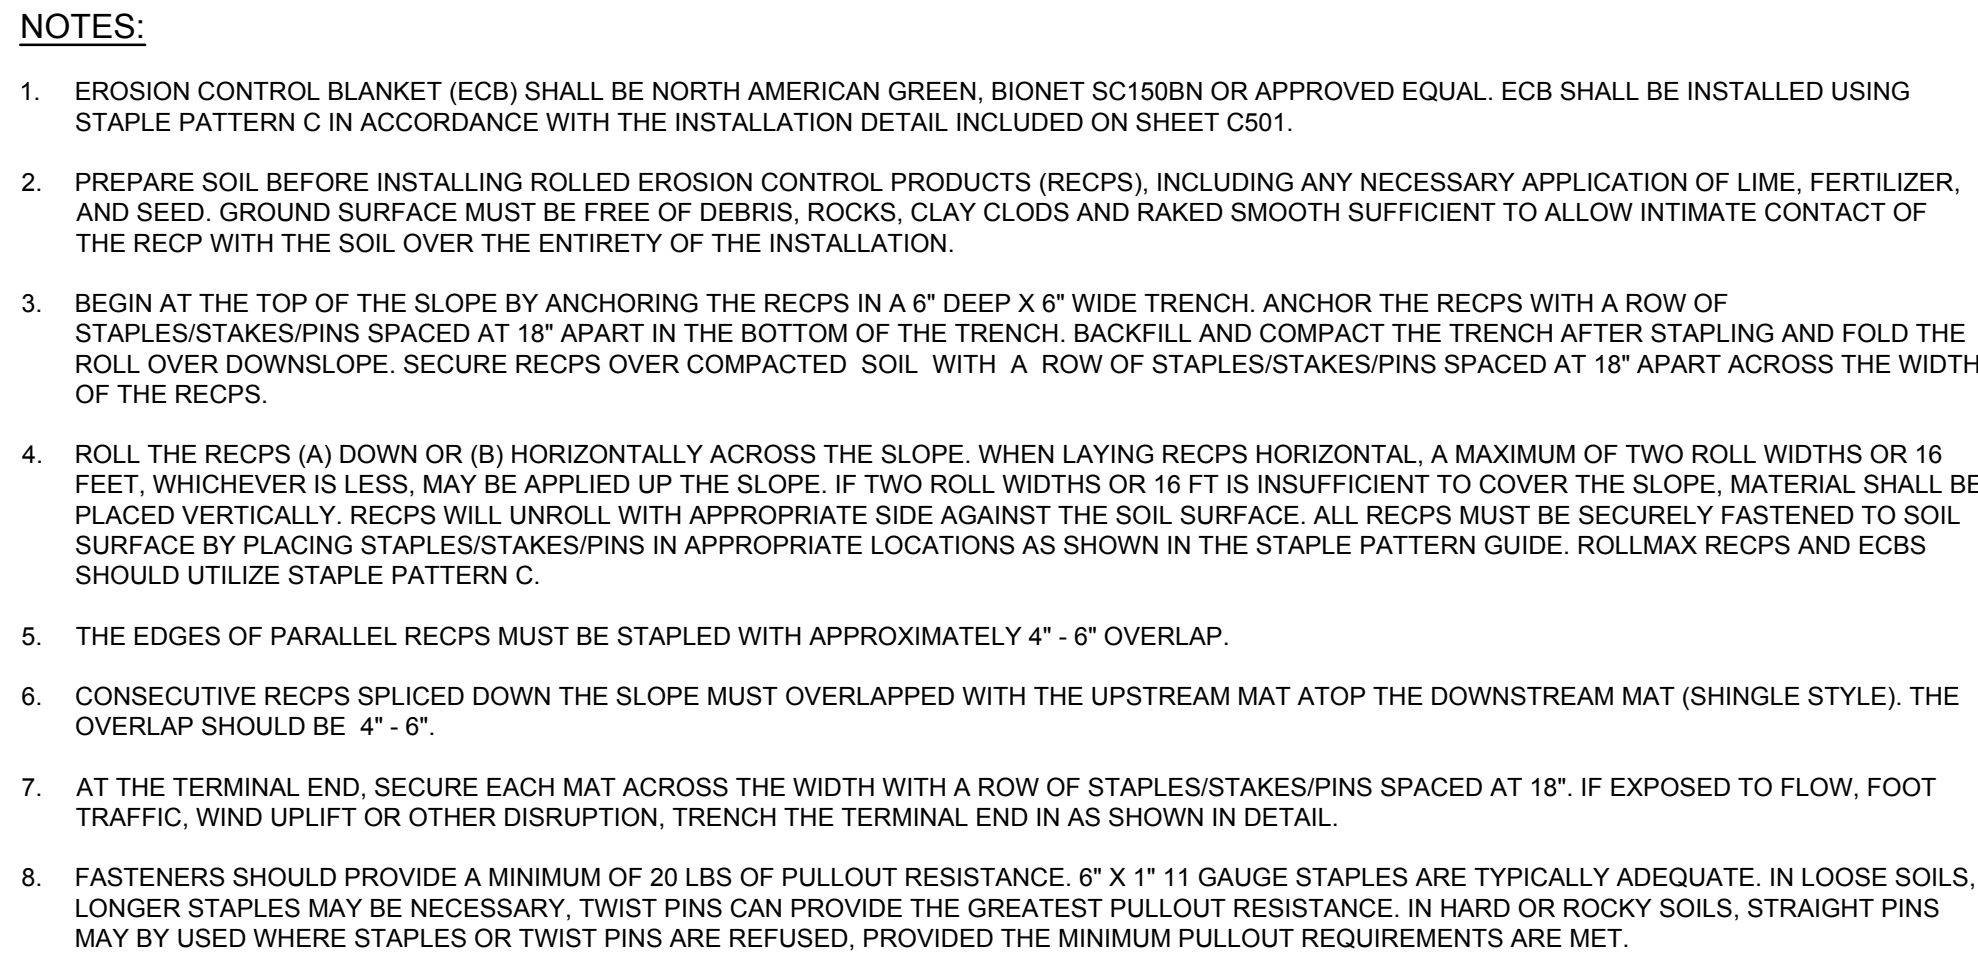 NOTES:
1. EROSION CONTROL BLANKET (ECB) SHALL BE NORTH AMERICAN GREEN, BIONET SC150BN OR APPROVED EQUAL. ECB SHALL BE INSTALLED USING
STAPLE PATTERN C IN ACCORDANCE WITH THE INSTALLATION DETAIL INCLUDED ON SHEET C501.
2. PREPARE SOIL BEFORE INSTALLING ROLLED EROSION CONTROL PRODUCTS (RECPS), INCLUDING ANY NECESSARY APPLICATION OF LIME, FERTILIZER,
AND SEED. GROUND SURFACE MUST BE FREE OF DEBRIS, ROCKS, CLAY CLODS AND RAKED SMOOTH SUFFICIENT TO ALLOW INTIMATE CONTACT OF
THE RECP WITH THE SOIL OVER THE ENTIRETY OF THE INSTALLATION.
3. BEGIN AT THE TOP OF THE SLOPE BY ANCHORING THE RECPS IN A 6" DEEP X 6" WIDE TRENCH. ANCHOR THE RECPS WITH A ROW OF
STAPLES/STAKES/PINS SPACED AT 18" APART IN THE BOTTOM OF THE TRENCH. BACKFILL AND COMPACT THE TRENCH AFTER STAPLING AND FOLD THE
ROLL OVER DOWNSLOPE. SECURE RECPS OVER COMPACTED SOIL WITH A ROW OF STAPLES/STAKES/PINS SPACED AT 18" APART ACROSS THE WIDTH
OF THE RECPS.
4. ROLL THE RECPS (A) DOWN OR (B) HORIZONTALLY ACROSS THE SLOPE. WHEN LAYING RECPS HORIZONTAL, A MAXIMUM OF TWO ROLL WIDTHS OR 16
FEET, WHICHEVER IS LESS, MAY BE APPLIED UP THE SLOPE. IF TWO ROLL WIDTHS OR 16 FT IS INSUFFICIENT TO COVER THE SLOPE, MATERIAL SHALL BE
PLACED VERTICALLY. RECPS WILL UNROLL WITH APPROPRIATE SIDE AGAINST THE SOIL SURFACE. ALL RECPS MUST BE SECURELY FASTENED TO SOIL
SURFACE BY PLACING STAPLES/STAKES/PINS IN APPROPRIATE LOCATIONS AS SHOWN IN THE STAPLE PATTERN GUIDE. ROLLMAX RECPS AND ECBS
SHOULD UTILIZE STAPLE PATTERN C.
5. THE EDGES OF PARALLEL RECPS MUST BE STAPLED WITH APPROXIMATELY 4" - 6" OVERLAP.
6. CONSECUTIVE RECPS SPLICED DOWN THE SLOPE MUST OVERLAPPED WITH THE UPSTREAM MAT ATOP THE DOWNSTREAM MAT (SHINGLE STYLE). THE
OVERLAP SHOULD BE 4" - 6".
7. AT THE TERMINAL END, SECURE EACH MAT ACROSS THE WIDTH WITH A ROW OF STAPLES/STAKES/PINS SPACED AT 18". IF EXPOSED TO FLOW, FOOT
TRAFFIC, WIND UPLIFT OR OTHER DISRUPTION, TRENCH THE TERMINAL END IN AS SHOWN IN DETAIL.
8. FASTENERS SHOULD PROVIDE A MINIMUM OF 20 LBS OF PULLOUT RESISTANCE. 6" X 1" 11 GAUGE STAPLES ARE TYPICALLY ADEQUATE. IN LOOSE SOILS,
LONGER STAPLES MAY BE NECESSARY, TWIST PINS CAN PROVIDE THE GREATEST PULLOUT RESISTANCE. IN HARD OR ROCKY SOILS, STRAIGHT PINS
MAY BY USED WHERE STAPLES OR TWIST PINS ARE REFUSED, PROVIDED THE MINIMUM PULLOUT REQUIREMENTS ARE MET.